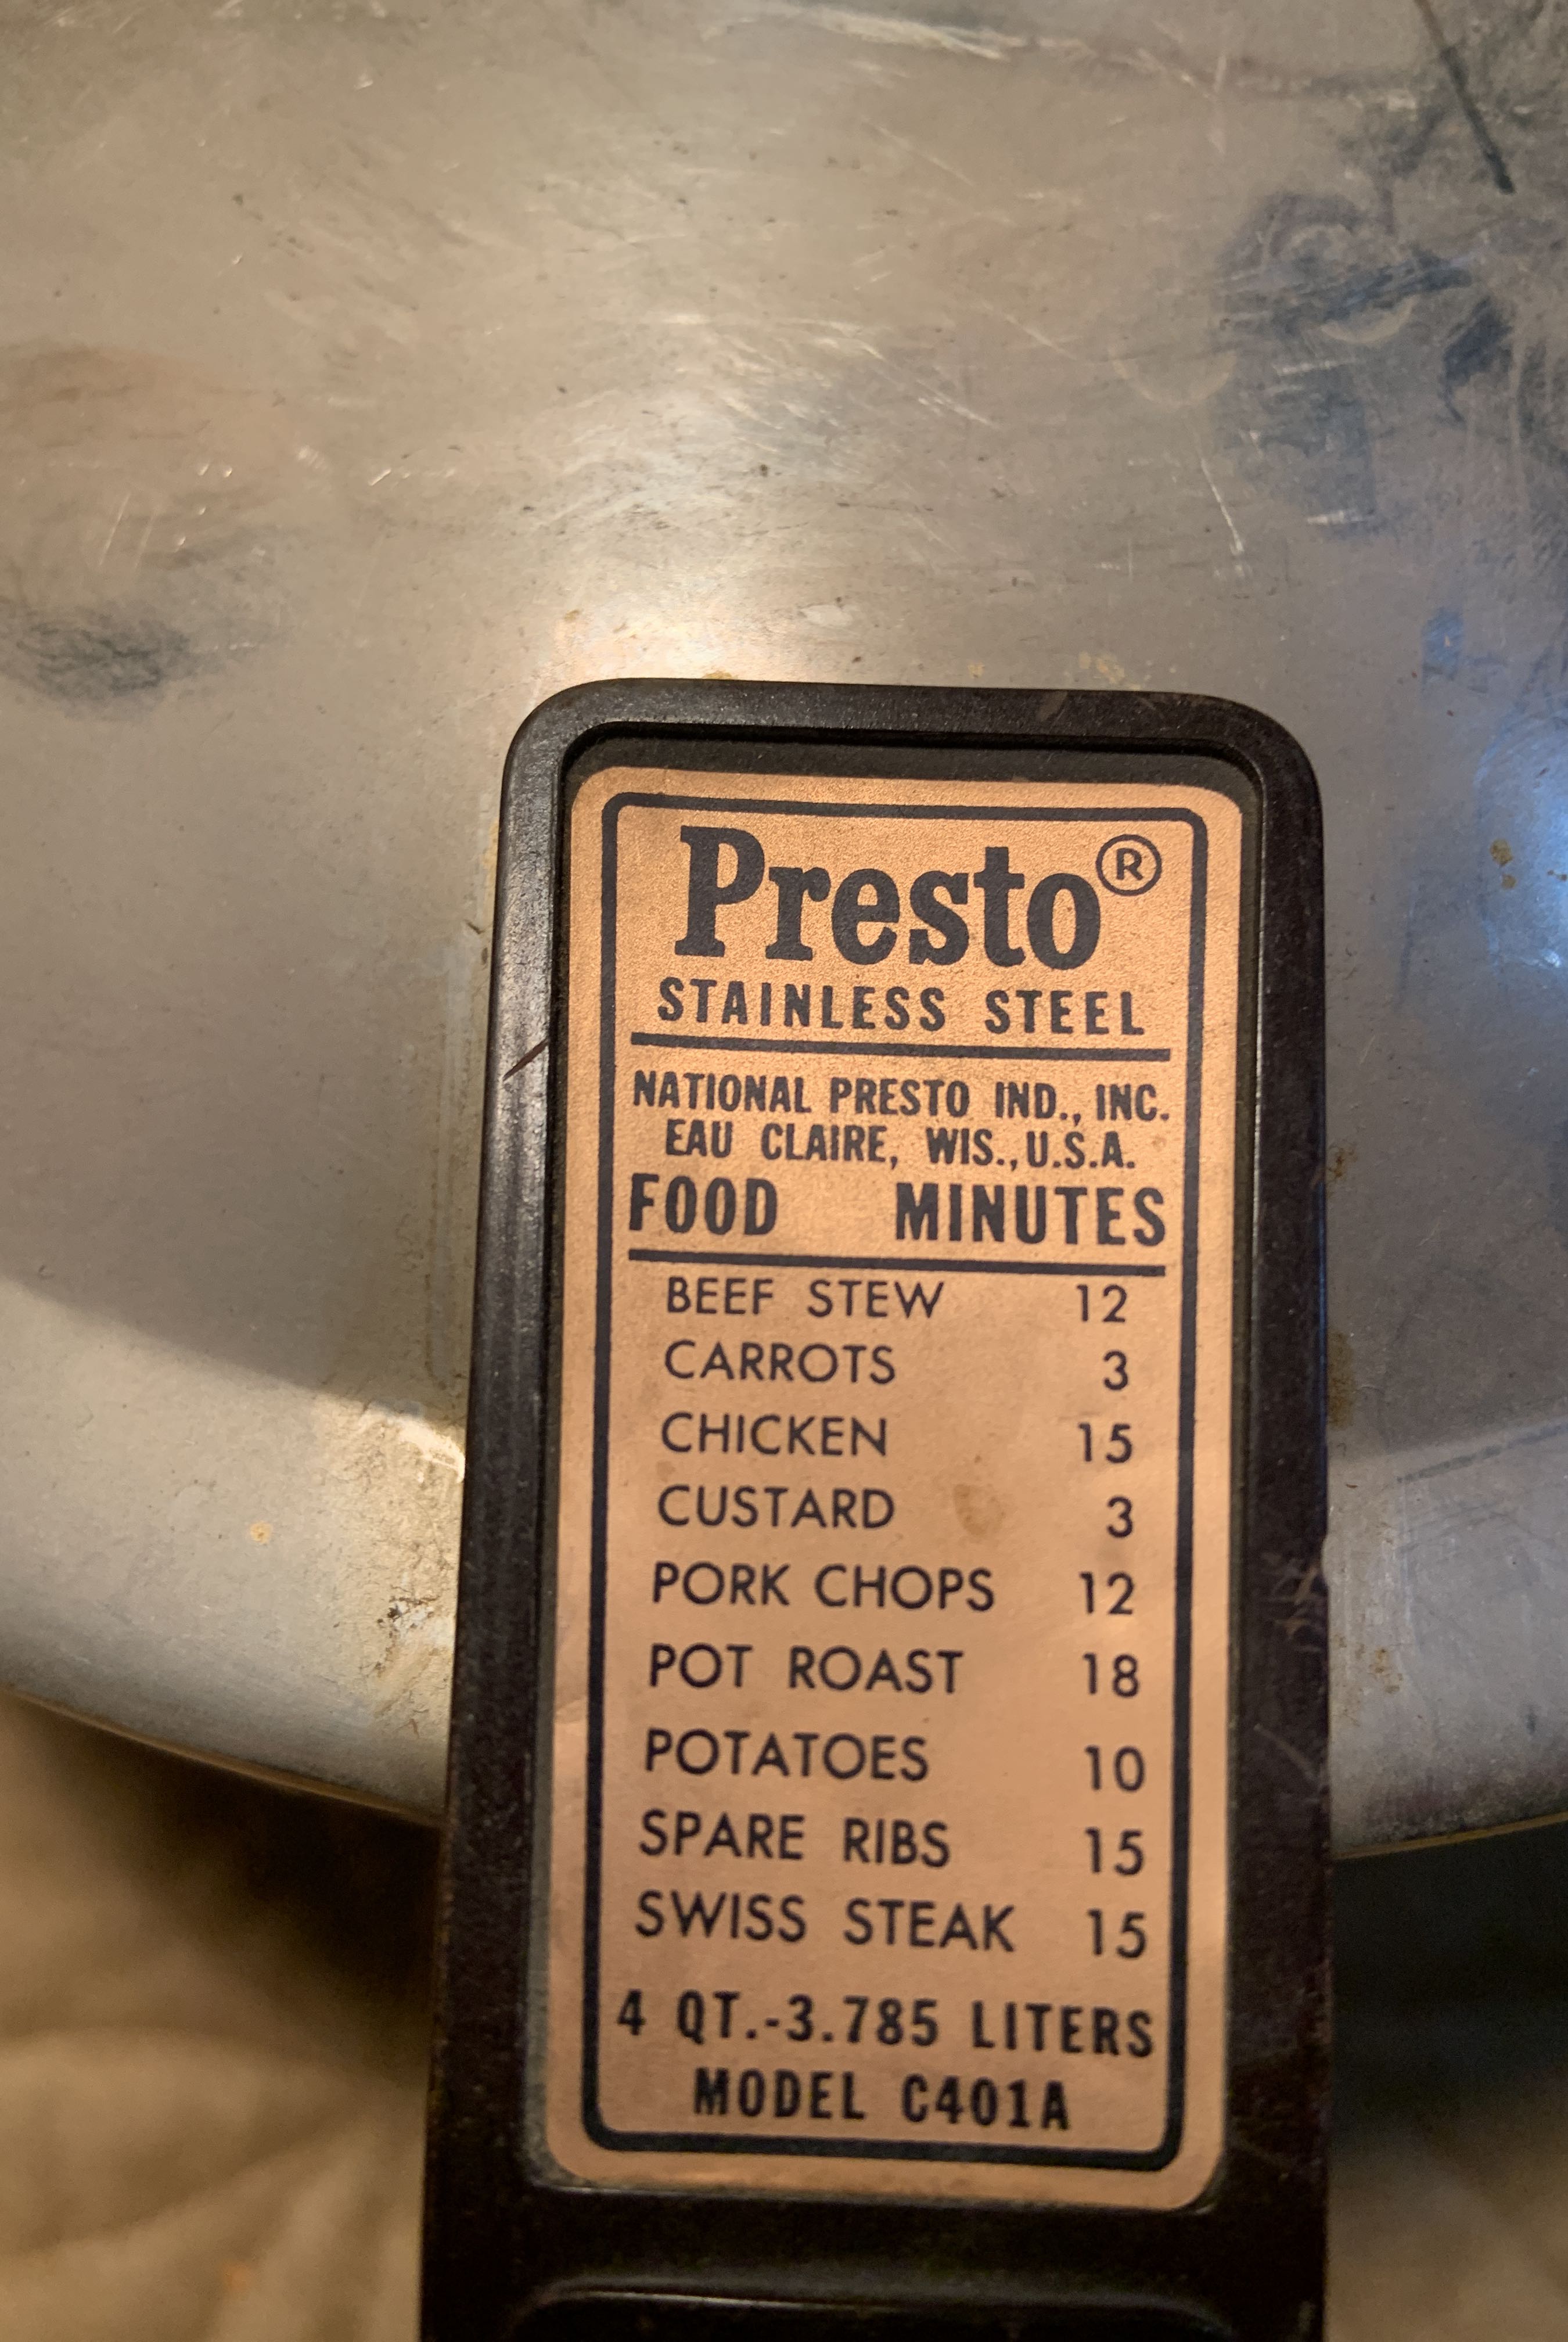 Presto®
STAINLESS STEEL
NATIONAL PRESTO IND., INC.
EAU CLAIRE, WIS., U.S.A.
FOOD MINUTES
BEEF STEW 12
CARROTS 3
CHICKEN 15
CUSTARD 3
PORK CHOPS 12
POT ROAST 18
POTATOES 10
SPARE RIBS 15
SWISS STEAK 15
4 QT.-3.785 LITERS
MODEL C401A